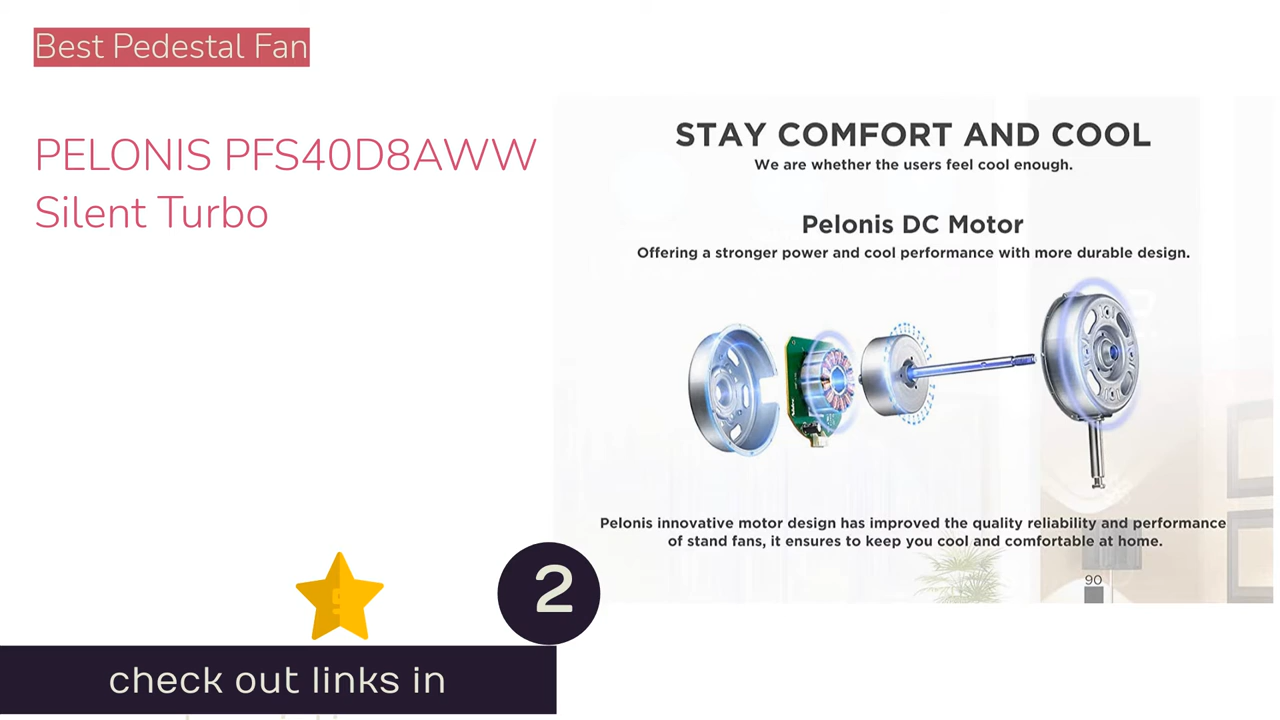 Best Pedestal Fan
PELONIS PFS40D8AWW
Silent Turbo
STAY COMFORT AND COOL
We are whether the users feel cool enough.
Pelonis DC Motor
Offering a stronger power and cool performance with more durable design.
Pelonis innovative motor design has improved the quality reliability and performance
of stand fans, it ensures to keep you cool and comfortable at home.
90
2
check out links in